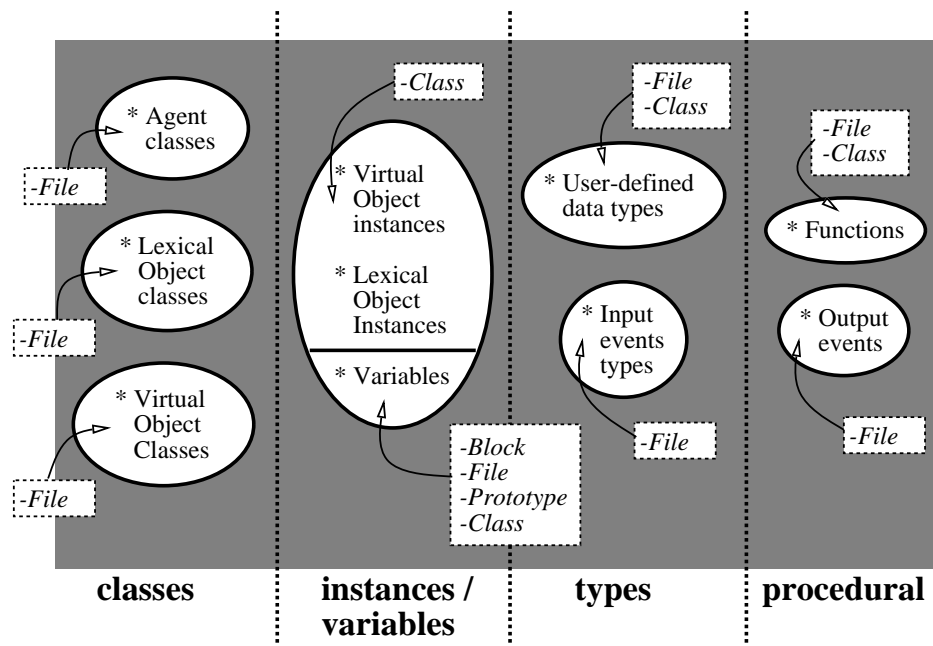 * Agent
classes
-File
* Lexical
Object
classes
-File
* Virtual
Object
Classes
-File
classes
-Class
* Virtual
Object
instances
* Lexical
Object
Instances
* Variables
-Block
-File
-Prototype
-Class
instances /
variables
-File
-Class
* User-defined
data types
* Input
events
types
-File
types
-File
-Class
* Functions
* Output
events
-File
procedural